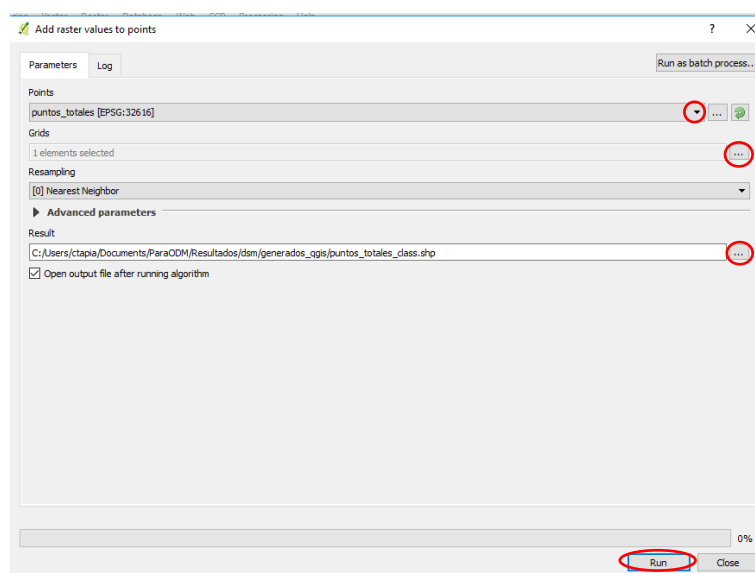 Add raster values to points ?
Parameters Log Run as batch process..
Points
puntos_totales [EPSG:32616] ...
Grids
1 elements selected ...
Resampling
[0] Nearest Neighbor
Advanced parameters
Result
C:/Users/ctapia/Documents/ParaODM/Resultados/dsm/generados_qgis/puntos_totales_class.shp ...
Open output file after running algorithm
0%
Run Close